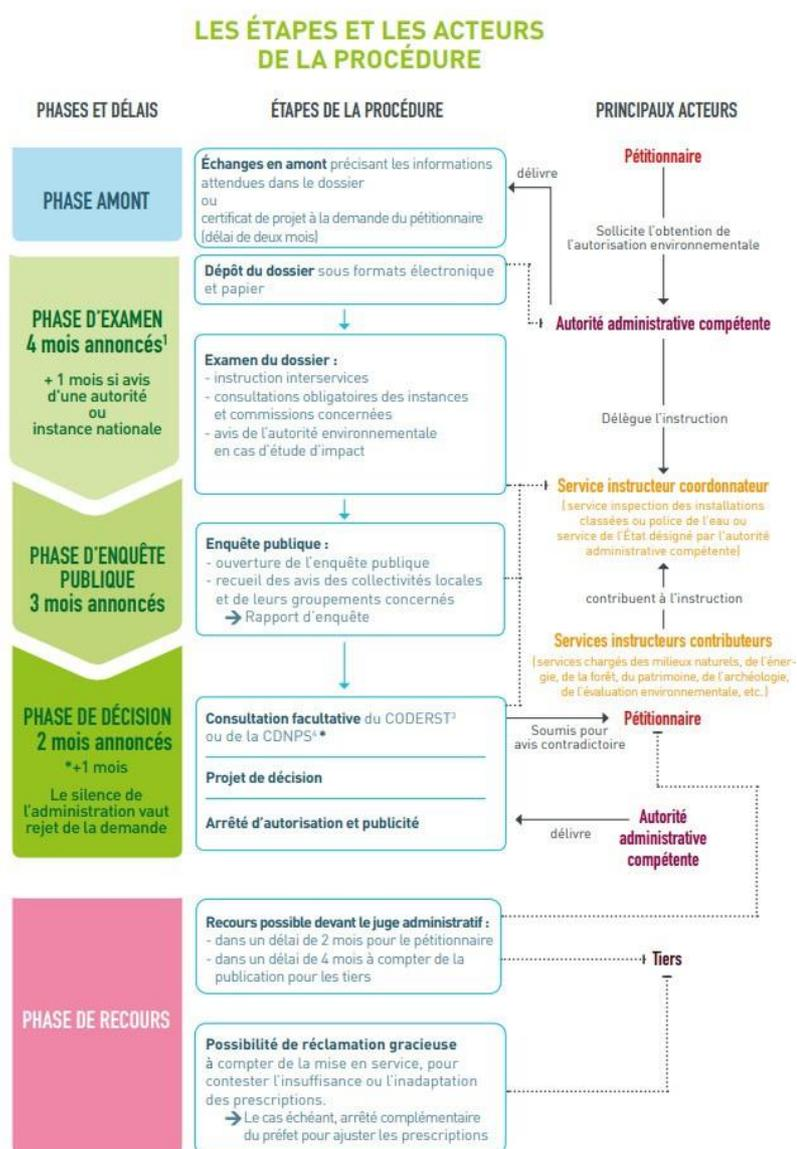 LES ÉTAPES ET LES ACTEURS
DE LA PROCÉDURE
PHASES ET DÉLAIS
ÉTAPES DE LA PROCÉDURE
PRINCIPAUX ACTEURS
PHASE AMONT
Échanges en amont précisant les informations
attendues dans le dossier
ou
certificat de projet à la demande du pétitionnaire
(délai de deux mois)
délivre
Pétitionnaire
Sollicite l'obtention de
l'autorisation environnementale
PHASE D'EXAMEN
4 mois annoncés¹
+ 1 mois si avis
d'une autorité
ou
instance nationale
Dépôt du dossier sous formats électronique
et papier
Autorité administrative compétente
Examen du dossier :
- instruction interservices
- consultations obligatoires des instances
et commissions concernées
- avis de l'autorité environnementale
en cas d'étude d'impact
Délègue l'instruction
Service instructeur coordonnateur
(service inspection des installations
classées ou police de l'eau ou
service de l'État désigné par l'autorité
administrative compétente)
PHASE D'ENQUÊTE
PUBLIQUE
3 mois annoncés
Enquête publique :
- ouverture de l'enquête publique
- recueil des avis des collectivités locales
et de leurs groupements concernés
→ Rapport d'enquête
contribuent à l'instruction
Services instructeurs contributeurs
(services chargés des milieux naturels, de l'éner-
gie, de la forêt, du patrimoine, de l'archéologie,
de l'évaluation environnementale, etc.)
PHASE DE DÉCISION
2 mois annoncés
*+1 mois
Le silence de
l'administration vaut
rejet de la demande
Consultation facultative du CODERST³
ou de la CDNPS⁴ *
Projet de décision
Arrêté d'autorisation et publicité
Soumis pour
avis contradictoire
Pétitionnaire
délivre
Autorité
administrative
compétente
PHASE DE RECOURS
Recours possible devant le juge administratif :
- dans un délai de 2 mois pour le pétitionnaire
- dans un délai de 4 mois à compter de la
publication pour les tiers
Tiers
Possibilité de réclamation gracieuse
à compter de la mise en service, pour
contester l'insuffisance ou l'inadaptation
des prescriptions.
→ Le cas échéant, arrêté complémentaire
du préfet pour ajuster les prescriptions